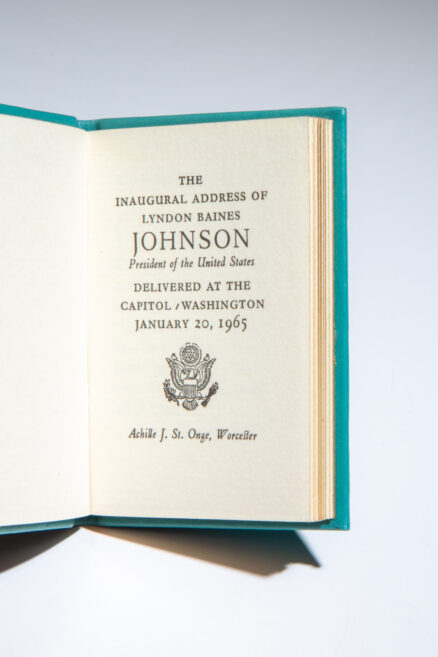 THE
INAUGURAL ADDRESS OF
LYNDON BAINES
JOHNSON
President of the United States
DELIVERED AT THE
CAPITOL, WASHINGTON
JANUARY 20, 1965
Achille J. St. Onge, Worcester